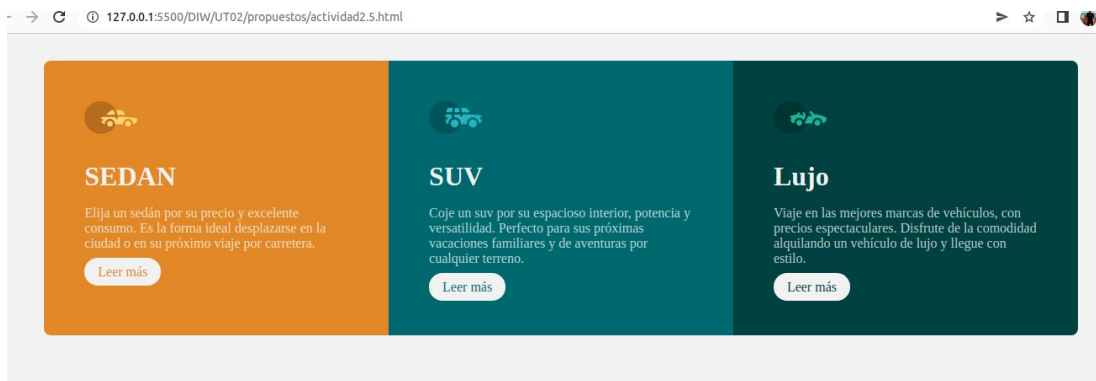 127.0.0.1:5500/DIW/UT02/propuestos/actividad2.5.html
SEDAN
Elija un sedán por su precio y excelente
consumo. Es la forma ideal desplazarse en la
ciudad o en su próximo viaje por carretera.
Leer más
SUV
Coje un suv por su espacioso interior, potencia y
versatilidad. Perfecto para sus próximas
vacaciones familiares y de aventuras por
cualquier terreno.
Leer más
Lujo
Viaje en las mejores marcas de vehículos, con
precios espectaculares. Disfrute de la comodidad
alquilando un vehículo de lujo y llegue con
estilo.
Leer más